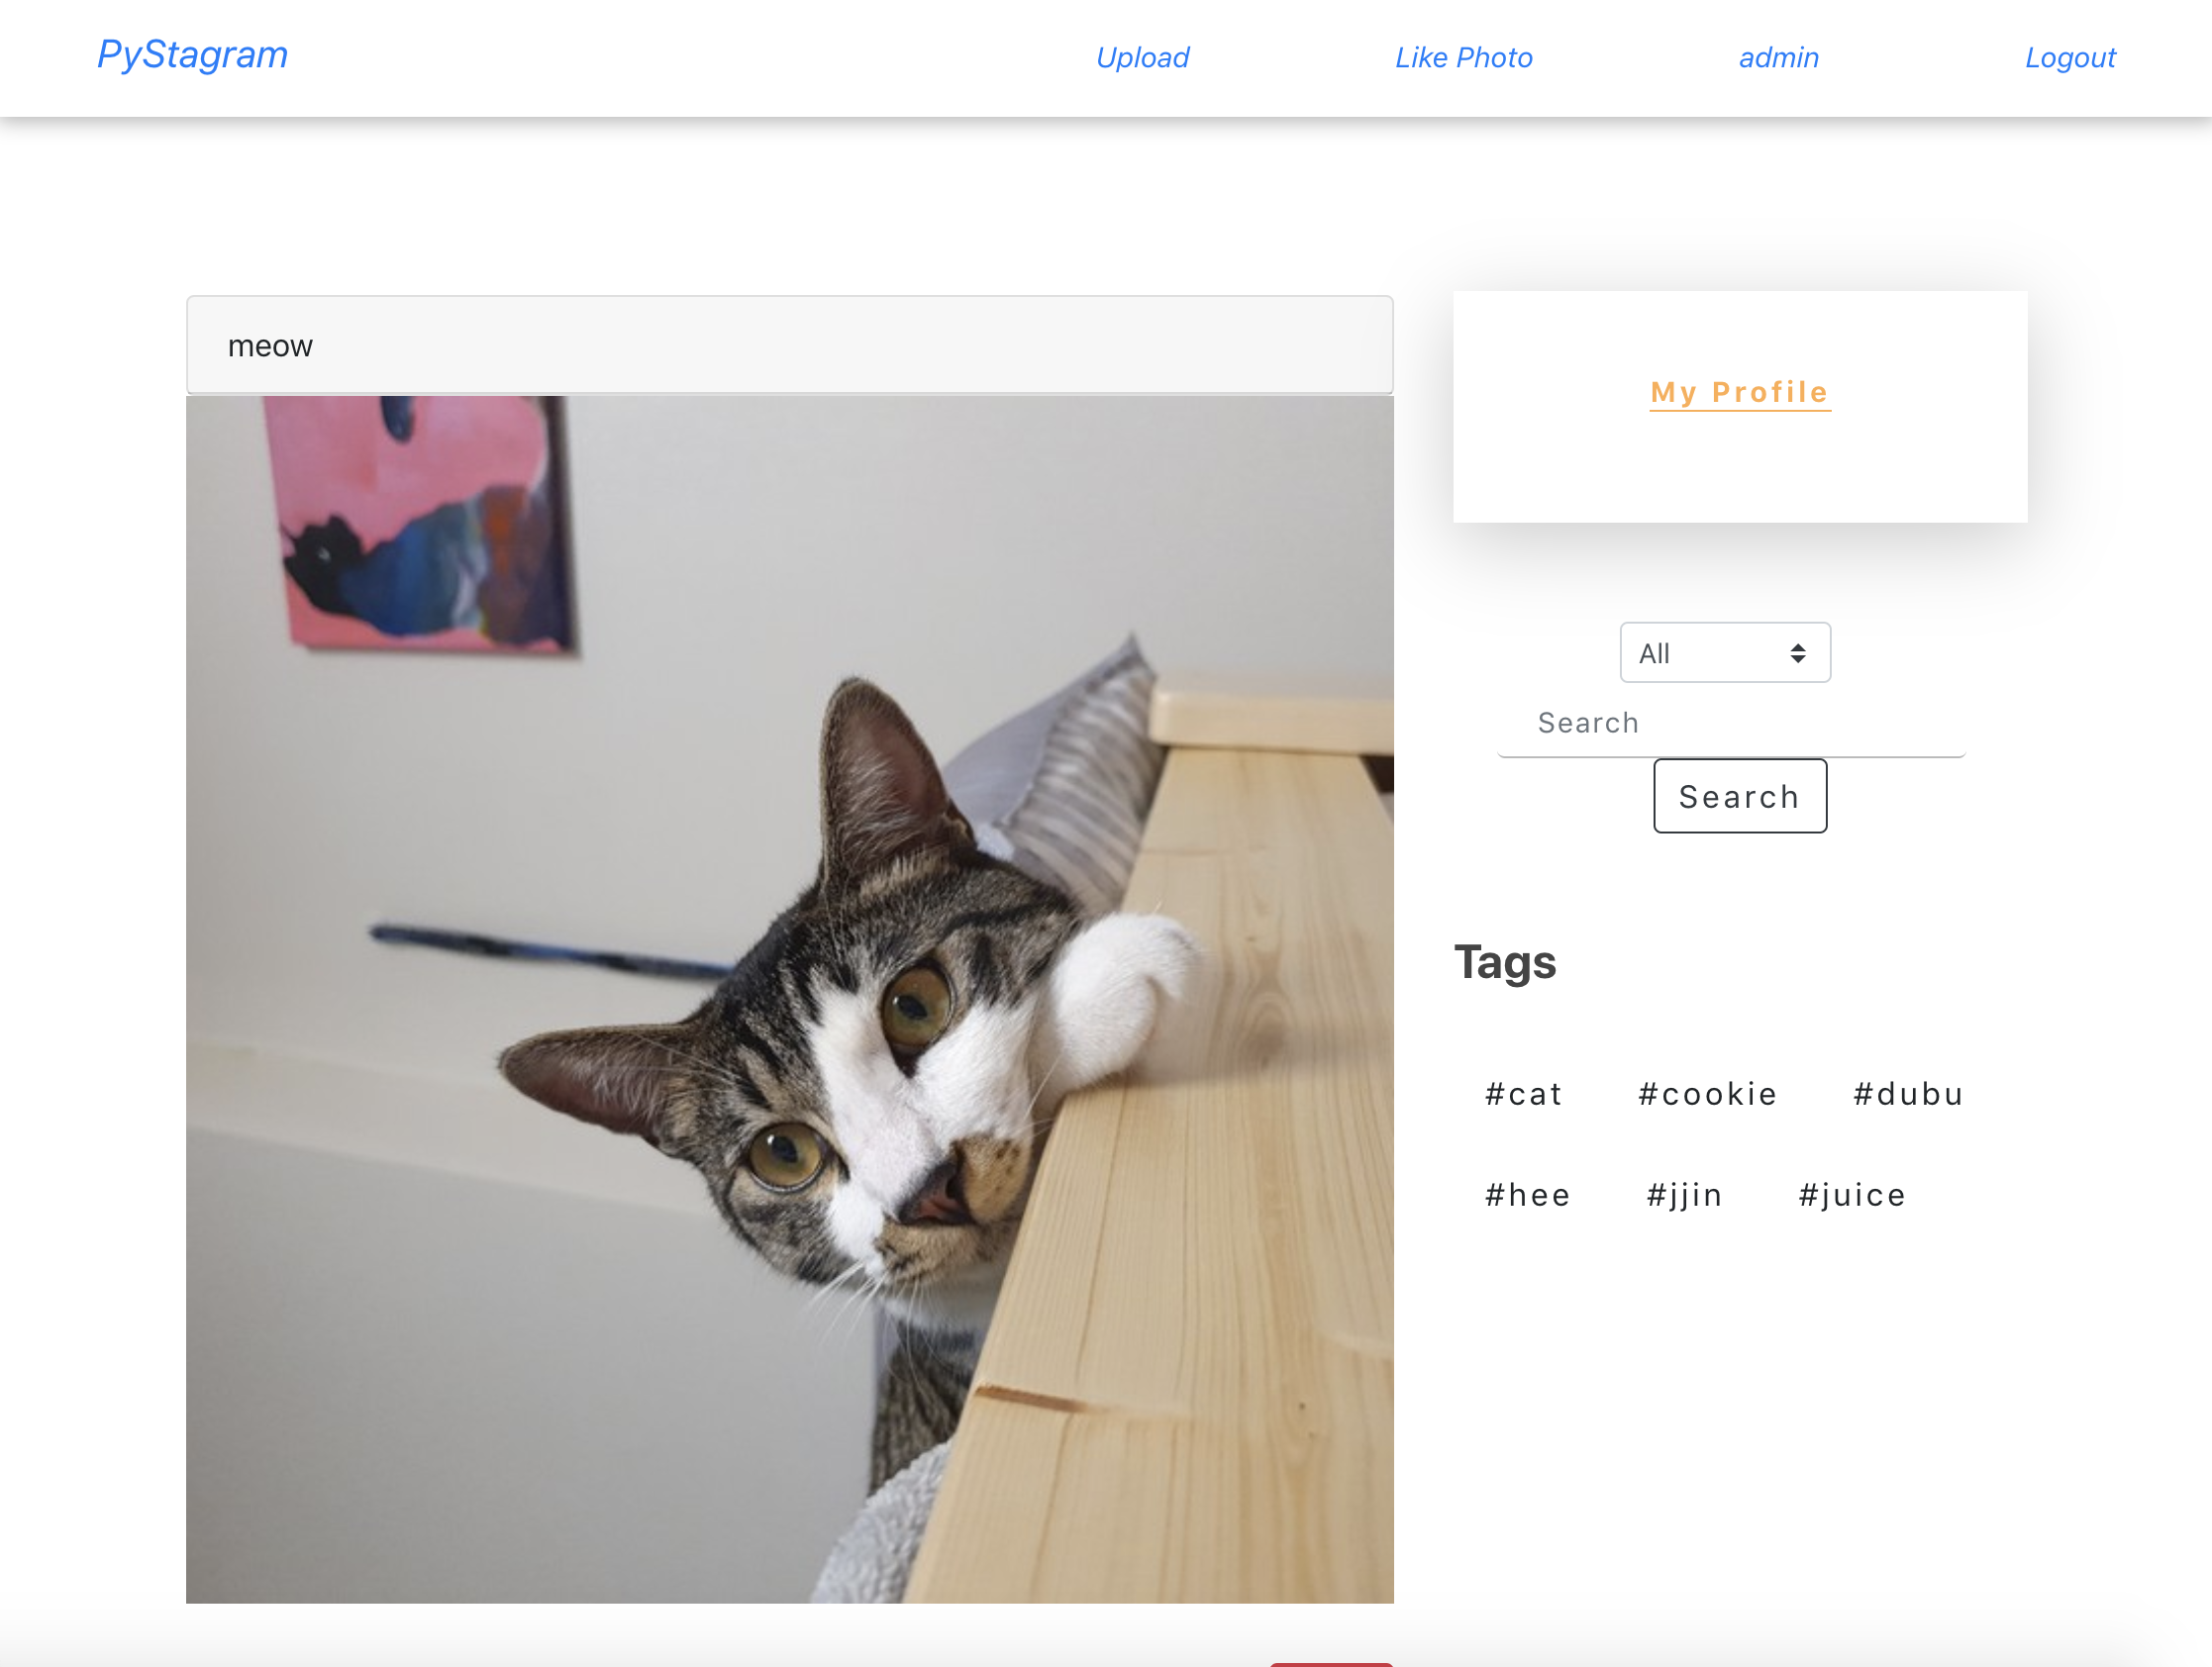 PyStagram Upload Like Photo admin Logout
meow
My Profile
All
Search
Search
Tags
#cat #cookie #dubu
#hee #jjin #juice